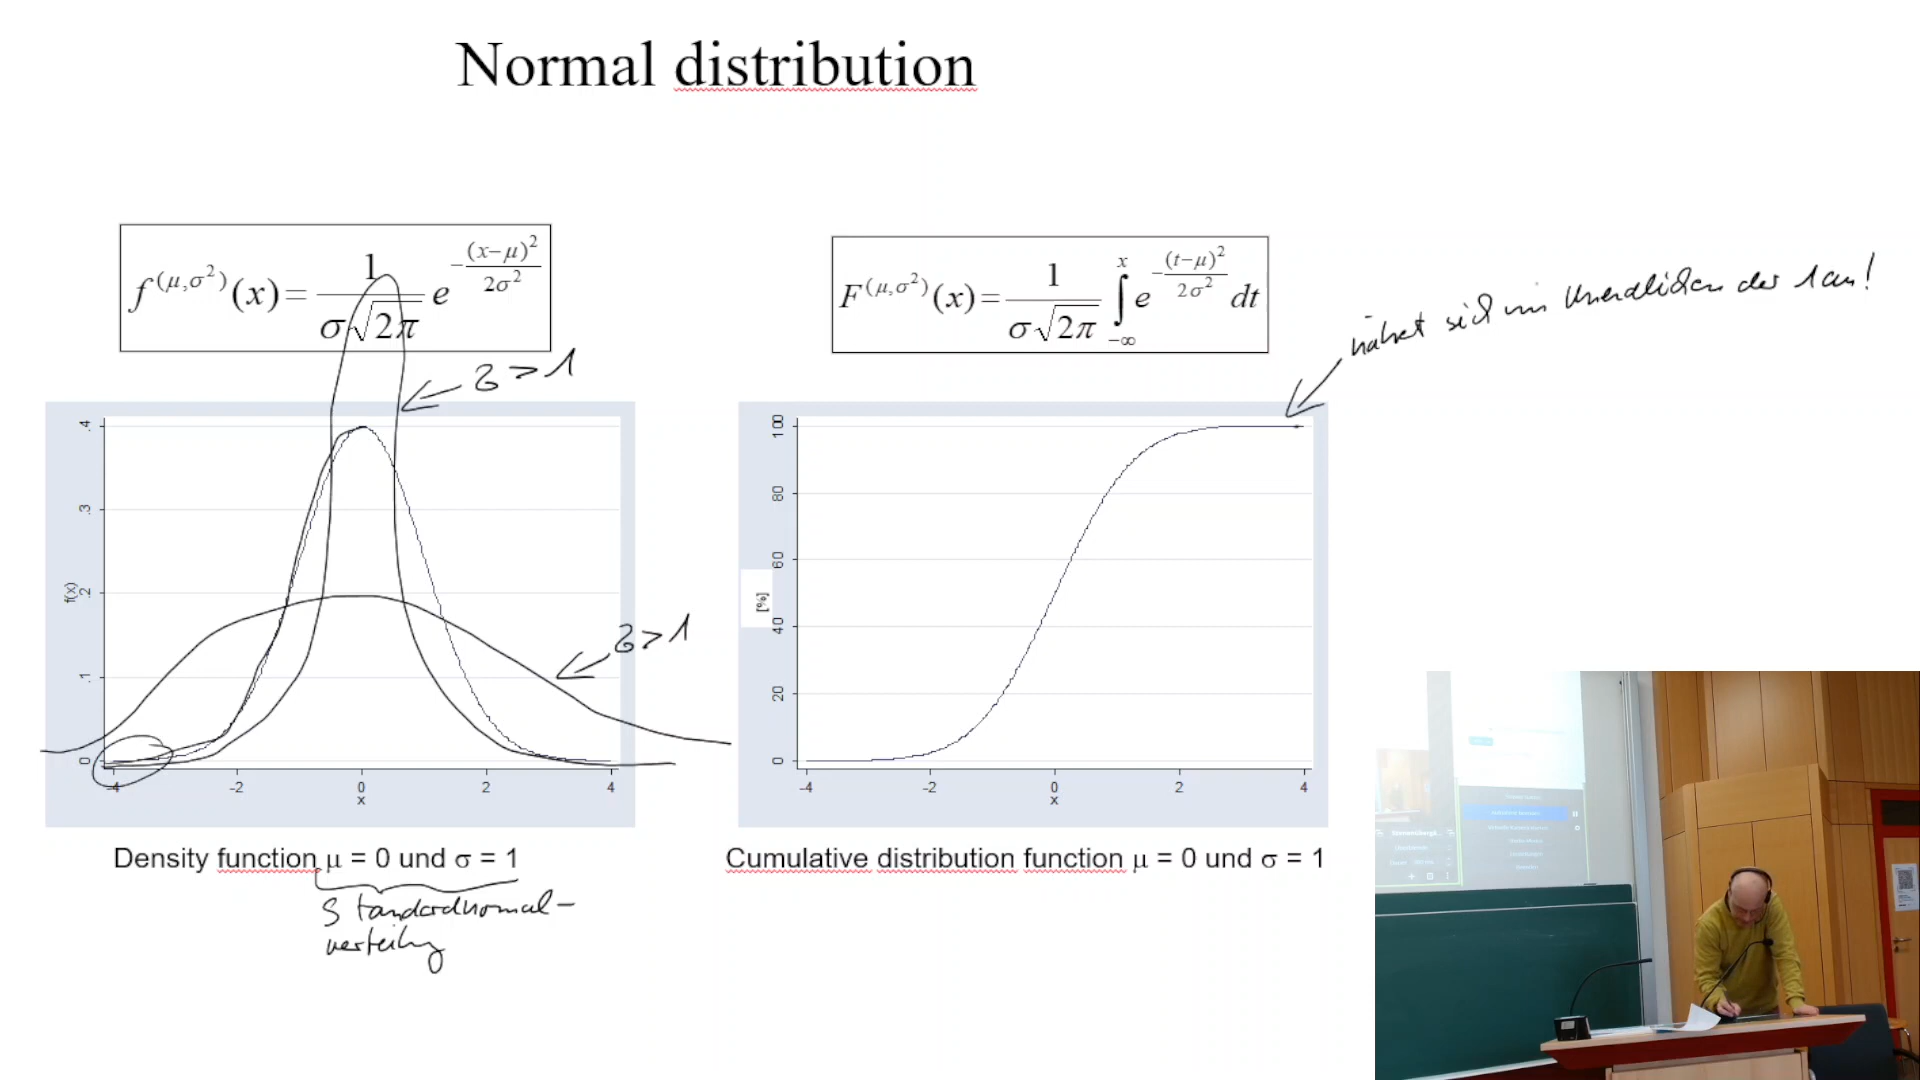 Normal distribution
f^(μ,σ²)(x) = 1/(σ√2π) e^(-(x-μ)²/2σ²)
F^(μ,σ²)(x) = 1/(σ√2π) ∫_{-∞}^{x} e^(-(t-μ)²/2σ²) dt
nähert sich im Unendlichen der 1 an!
σ > 1
.4
.3
.2
.1
0
f(x)
-4 -2 0 2 4
x
σ > 1
100
80
60
40
20
0
[%]
-4 -2 0 2 4
x
Density function μ = 0 und σ = 1
Cumulative distribution function μ = 0 und σ = 1
Standardnormal-
verteilung